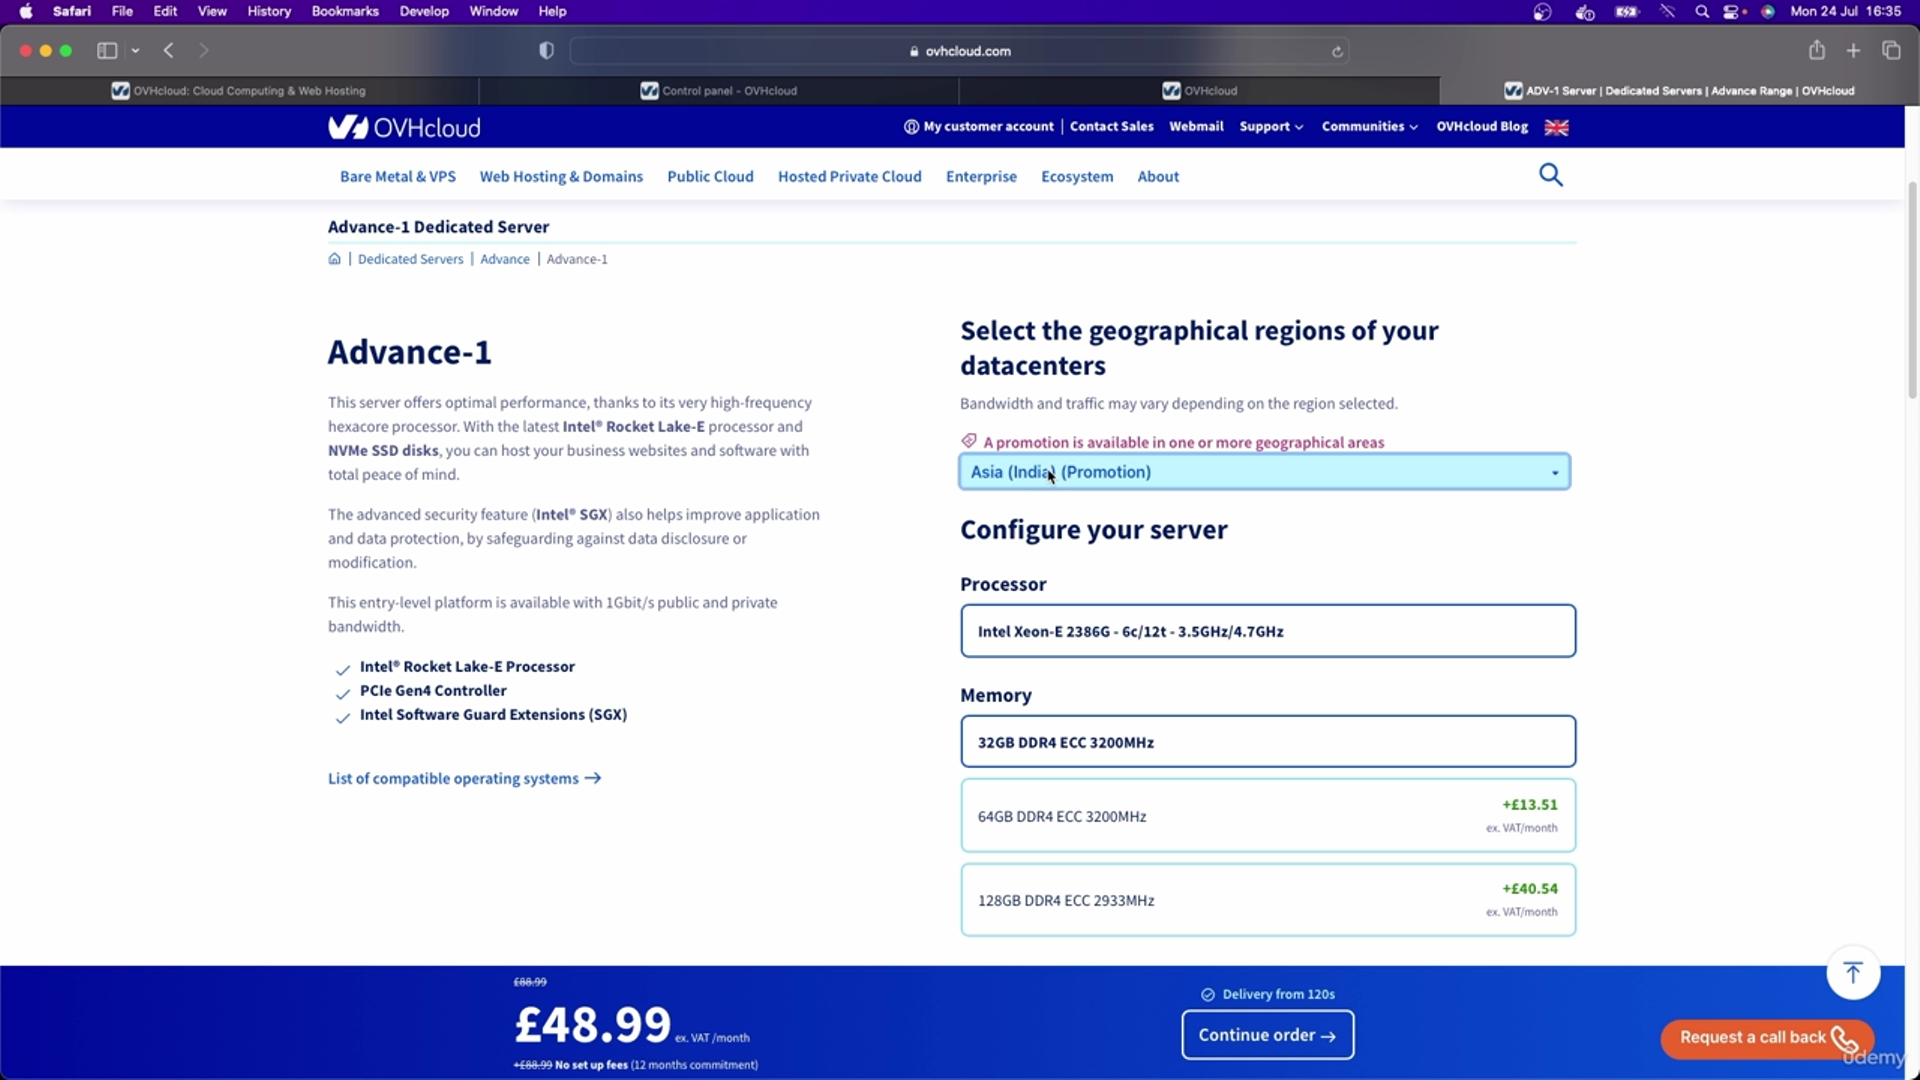 Safari File Edit View History Bookmarks Develop Window Help Mon 24 Jul 16:35
ovhcloud.com
OVHcloud: Cloud Computing & Web Hosting
Control panel - OVHcloud
OVHcloud
ADV-1 Server | Dedicated Servers | Advance Range | OVHcloud
OVHcloud
My customer account | Contact Sales Webmail Support Communities OVHcloud Blog
Bare Metal & VPS Web Hosting & Domains Public Cloud Hosted Private Cloud Enterprise Ecosystem About
Advance-1 Dedicated Server
| Dedicated Servers | Advance | Advance-1
Advance-1
This server offers optimal performance, thanks to its very high-frequency
hexacore processor. With the latest Intel® Rocket Lake-E processor and
NVMe SSD disks, you can host your business websites and software with
total peace of mind.
The advanced security feature (Intel® SGX) also helps improve application
and data protection, by safeguarding against data disclosure or
modification.
This entry-level platform is available with 1Gbit/s public and private
bandwidth.
Intel® Rocket Lake-E Processor
PCIe Gen4 Controller
Intel Software Guard Extensions (SGX)
List of compatible operating systems →
Select the geographical regions of your
datacenters
Bandwidth and traffic may vary depending on the region selected.
A promotion is available in one or more geographical areas
Asia (India) (Promotion)
Configure your server
Processor
Intel Xeon-E 2386G - 6c/12t - 3.5GHz/4.7GHz
Memory
32GB DDR4 ECC 3200MHz
64GB DDR4 ECC 3200MHz
+£13.51
ex. VAT/month
128GB DDR4 ECC 2933MHz
+£40.54
ex. VAT/month
£88.99
£48.99 ex. VAT /month
+£88.99 No set up fees (12 months commitment)
Delivery from 120s
Continue order →
Request a call back
udemy